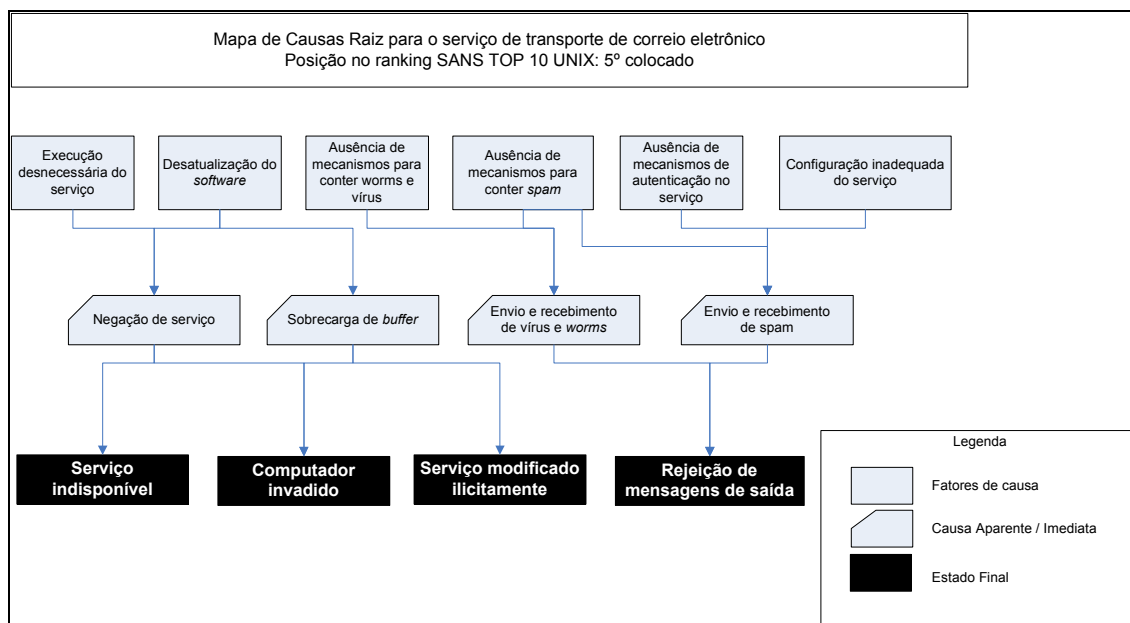 Mapa de Causas Raiz para o serviço de transporte de correio eletrônico
Posição no ranking SANS TOP 10 UNIX: 5º colocado
Execução
desnecessária do
serviço
Desatualização do
software
Ausência de
mecanismos para
conter worms e
vírus
Ausência de
mecanismos para
conter spam
Ausência de
mecanismos de
autenticação no
serviço
Configuração inadequada
do serviço
Negação de serviço
Sobrecarga de buffer
Envio e recebimento
de vírus e worms
Envio e recebimento
de spam
Serviço
indisponível
Computador
invadido
Serviço modificado
ilicitamente
Rejeição de
mensagens de saída
Legenda
Fatores de causa
Causa Aparente / Imediata
Estado Final